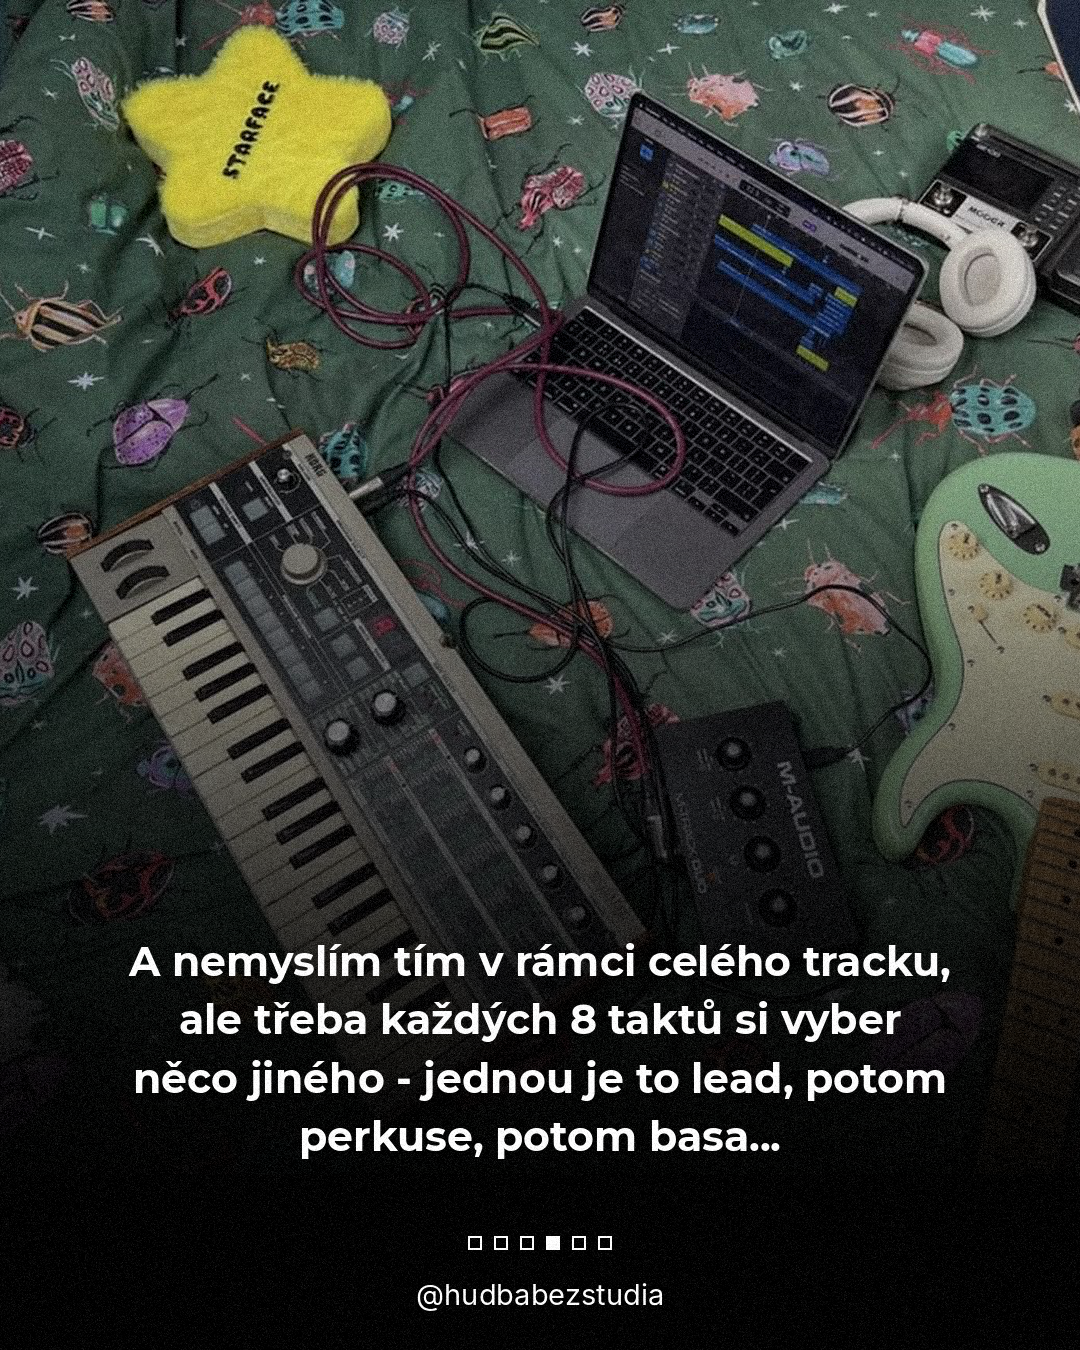 STARFACE
MOOER
KORG
M-AUDIO
A nemyslím tím v rámci celého tracku,
ale třeba každých 8 taktů si vyber
něco jiného - jednou je to lead, potom
perkuse, potom basa...
@hudbabezstudia